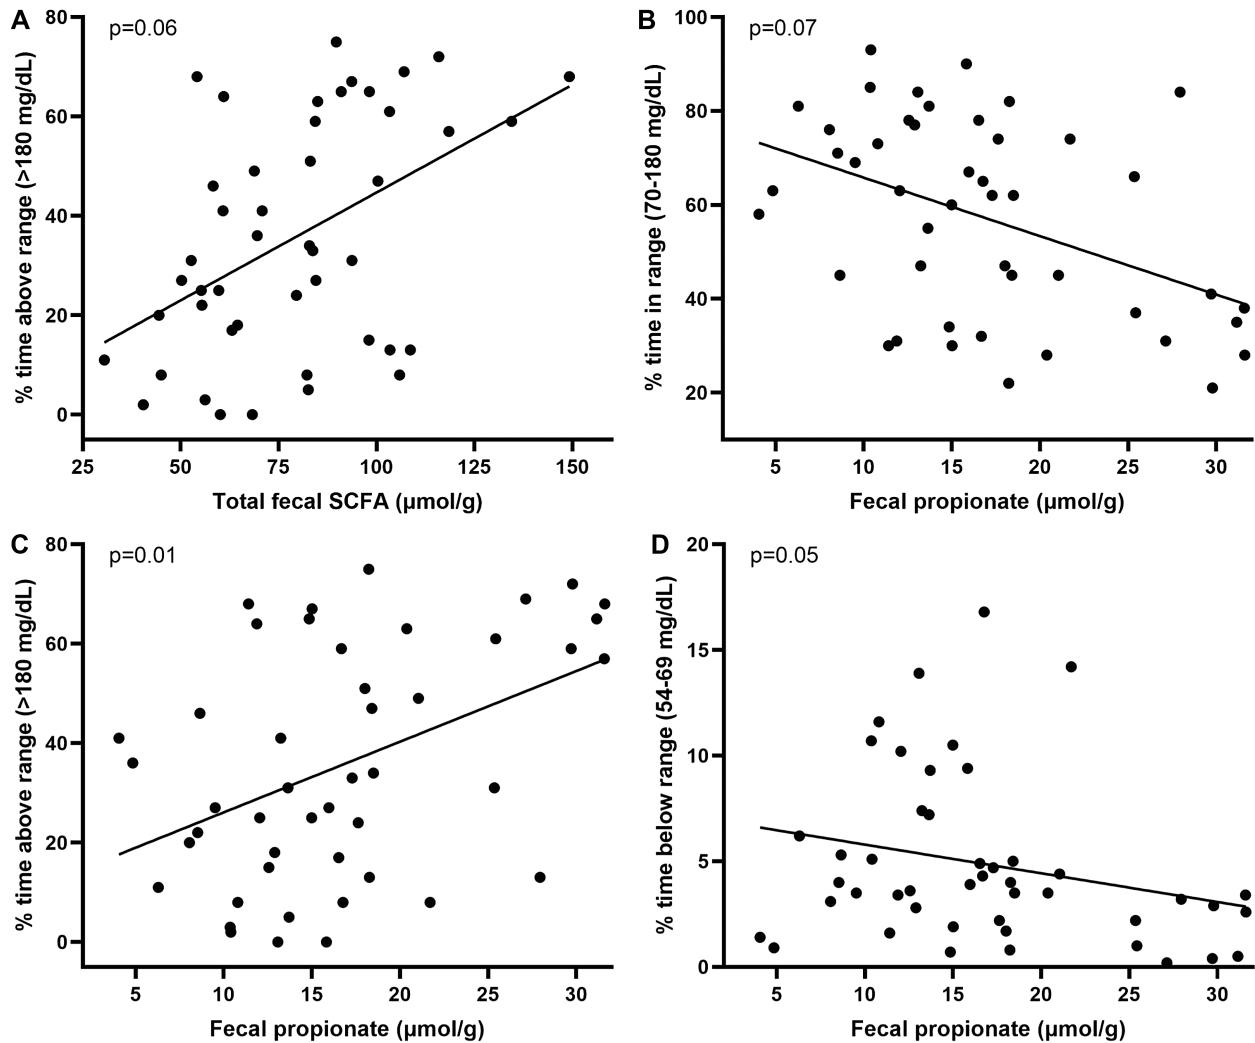 A
p=0.06
% time above range (>180 mg/dL)
80
60
40
20
0
25 50 75 100 125 150
Total fecal SCFA (µmol/g)
B
p=0.07
% time in range (70-180 mg/dL)
100
80
60
40
20
5 10 15 20 25 30
Fecal propionate (µmol/g)
C
p=0.01
% time above range (>180 mg/dL)
80
60
40
20
0
5 10 15 20 25 30
Fecal propionate (µmol/g)
D
p=0.05
% time below range (54-69 mg/dL)
20
15
10
5
0
5 10 15 20 25 30
Fecal propionate (µmol/g)